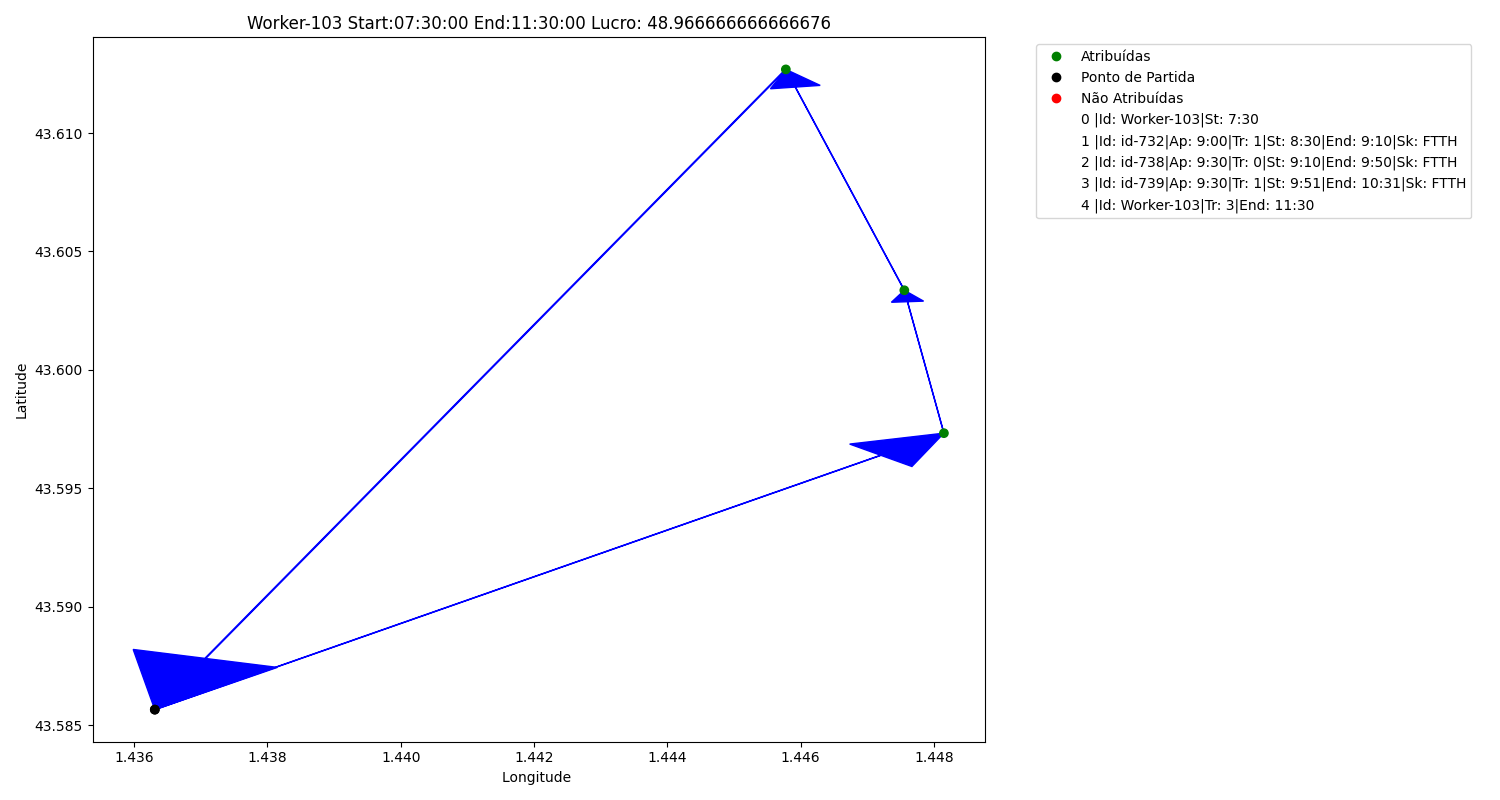 Worker-103 Start:07:30:00 End:11:30:00 Lucro: 48.966666666666676
Atribuídas
Ponto de Partida
Não Atribuídas
0 |Id: Worker-103|St: 7:30
1 |Id: id-732|Ap: 9:00|Tr: 1|St: 8:30|End: 9:10|Sk: FTTH
2 |Id: id-738|Ap: 9:30|Tr: 0|St: 9:10|End: 9:50|Sk: FTTH
3 |Id: id-739|Ap: 9:30|Tr: 1|St: 9:51|End: 10:31|Sk: FTTH
4 |Id: Worker-103|Tr: 3|End: 11:30
Latitude
43.610
43.605
43.600
43.595
43.590
43.585
1.436 1.438 1.440 1.442 1.444 1.446 1.448
Longitude